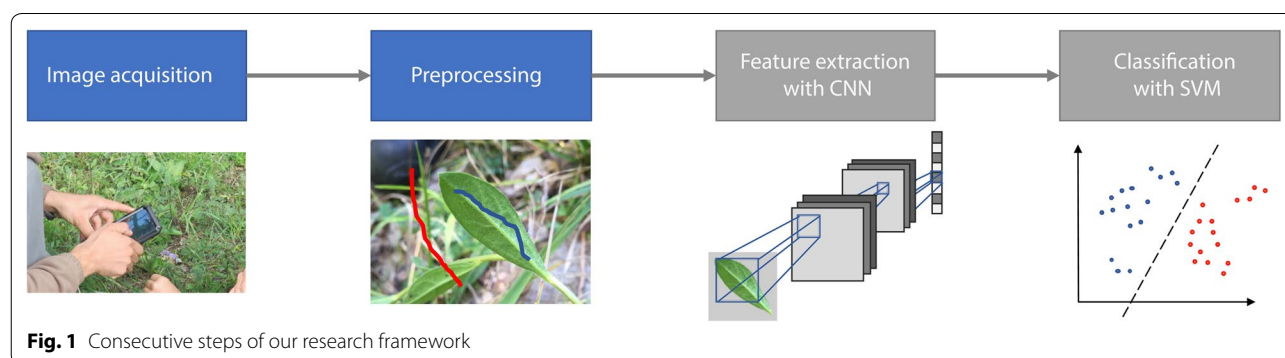 Image acquisition
Preprocessing
Feature extraction
with CNN
Classification
with SVM
Fig. 1 Consecutive steps of our research framework